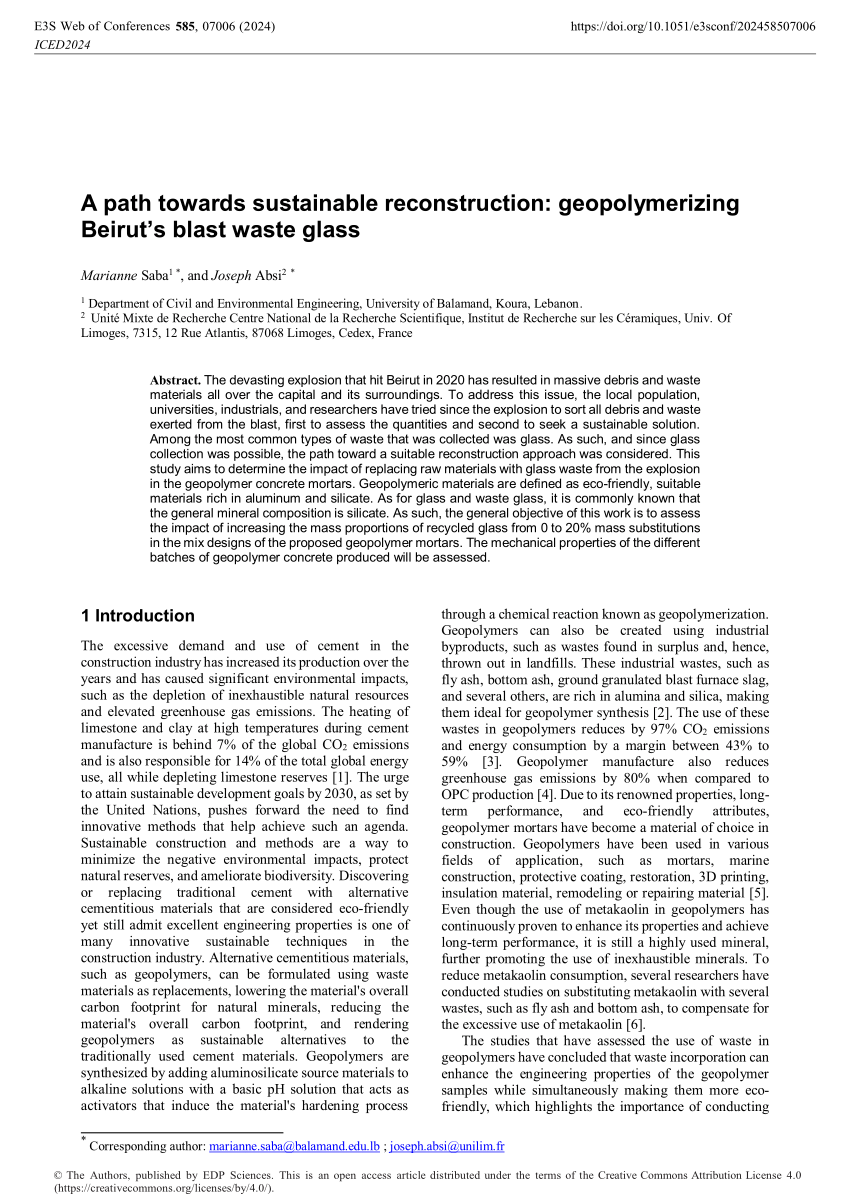 E3S Web of Conferences 585, 07006 (2024)
https://doi.org/10.1051/e3sconf/202458507006
ICED2024
A path towards sustainable reconstruction: geopolymerizing
Beirut's blast waste glass
Marianne Saba1 *, and Joseph Absi2 *
1 Department of Civil and Environmental Engineering, University of Balamand, Koura, Lebanon.
2 Unité Mixte de Recherche Centre National de la Recherche Scientifique, Institut de Recherche sur les Céramiques, Univ. Of
Limoges, 7315, 12 Rue Atlantis, 87068 Limoges, Cedex, France
Abstract. The devasting explosion that hit Beirut in 2020 has resulted in massive debris and waste
materials all over the capital and its surroundings. To address this issue, the local population,
universities, industrials, and researchers have tried since the explosion to sort all debris and waste
exerted from the blast, first to assess the quantities and second to seek a sustainable solution.
Among the most common types of waste that was collected was glass. As such, and since glass
collection was possible, the path toward a suitable reconstruction approach was considered. This
study aims to determine the impact of replacing raw materials with glass waste from the explosion
in the geopolymer concrete mortars. Geopolymeric materials are defined as eco-friendly, suitable
materials rich in aluminum and silicate. As for glass and waste glass, it is commonly known that
the general mineral composition is silicate. As such, the general objective of this work is to assess
the impact of increasing the mass proportions of recycled glass from 0 to 20% mass substitutions
in the mix designs of the proposed geopolymer mortars. The mechanical properties of the different
batches of geopolymer concrete produced will be assessed.
1 Introduction
The excessive demand and use of cement in the
construction industry has increased its production over the
years and has caused significant environmental impacts,
such as the depletion of inexhaustible natural resources
and elevated greenhouse gas emissions. The heating of
limestone and clay at high temperatures during cement
manufacture is behind 7% of the global CO2 emissions
and is also responsible for 14% of the total global energy
use, all while depleting limestone reserves [1]. The urge
to attain sustainable development goals by 2030, as set by
the United Nations, pushes forward the need to find
innovative methods that help achieve such an agenda.
Sustainable construction and methods are a way to
minimize the negative environmental impacts, protect
natural reserves, and ameliorate biodiversity. Discovering
or replacing traditional cement with alternative
cementitious materials that are considered eco-friendly
yet still admit excellent engineering properties is one of
many innovative sustainable techniques in the
construction industry. Alternative cementitious materials,
such as geopolymers, can be formulated using waste
materials as replacements, lowering the material's overall
carbon footprint for natural minerals, reducing the
material's overall carbon footprint, and rendering
geopolymers as sustainable alternatives to the
traditionally used cement materials. Geopolymers are
synthesized by adding aluminosilicate source materials to
alkaline solutions with a basic pH solution that acts as
activators that induce the material's hardening process
through a chemical reaction known as geopolymerization.
Geopolymers can also be created using industrial
byproducts, such as wastes found in surplus and, hence,
thrown out in landfills. These industrial wastes, such as
fly ash, bottom ash, ground granulated blast furnace slag,
and several others, are rich in alumina and silica, making
them ideal for geopolymer synthesis [2]. The use of these
wastes in geopolymers reduces by 97% CO2 emissions
and energy consumption by a margin between 43% to
59% [3]. Geopolymer manufacture also reduces
greenhouse gas emissions by 80% when compared to
OPC production [4]. Due to its renowned properties, long-
term performance, and eco-friendly attributes,
geopolymer mortars have become a material of choice in
construction. Geopolymers have been used in various
fields of application, such as mortars, marine
construction, protective coating, restoration, 3D printing,
insulation material, remodeling or repairing material [5].
Even though the use of metakaolin in geopolymers has
continuously proven to enhance its properties and achieve
long-term performance, it is still a highly used mineral,
further promoting the use of inexhaustible minerals. To
reduce metakaolin consumption, several researchers have
conducted studies on substituting metakaolin with several
wastes, such as fly ash and bottom ash, to compensate for
the excessive use of metakaolin [6].
The studies that have assessed the use of waste in
geopolymers have concluded that waste incorporation can
enhance the engineering properties of the geopolymer
samples while simultaneously making them more eco-
friendly, which highlights the importance of conducting
* Corresponding author: marianne.saba@balamand.edu.lb ; joseph.absi@unilim.fr
© The Authors, published by EDP Sciences. This is an open access article distributed under the terms of the Creative Commons Attribution License 4.0
(https://creativecommons.org/licenses/by/4.0/).